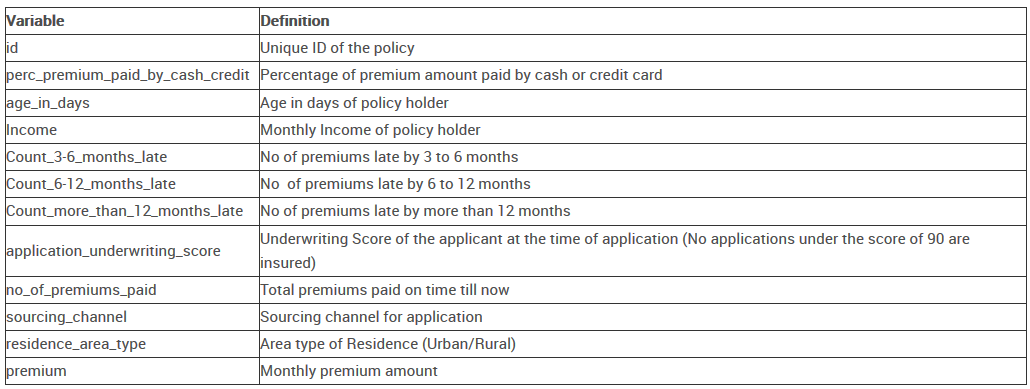 Variable Definition
id Unique ID of the policy
perc_premium_paid_by_cash_credit Percentage of premium amount paid by cash or credit card
age_in_days Age in days of policy holder
Income Monthly Income of policy holder
Count_3-6_months_late No of premiums late by 3 to 6 months
Count_6-12_months_late No  of premiums late by 6 to 12 months
Count_more_than_12_months_late No of premiums late by more than 12 months
application_underwriting_score Underwriting Score of the applicant at the time of application (No applications under the score of 90 are
insured)
no_of_premiums_paid Total premiums paid on time till now
sourcing_channel Sourcing channel for application
residence_area_type Area type of Residence (Urban/Rural)
premium Monthly premium amount